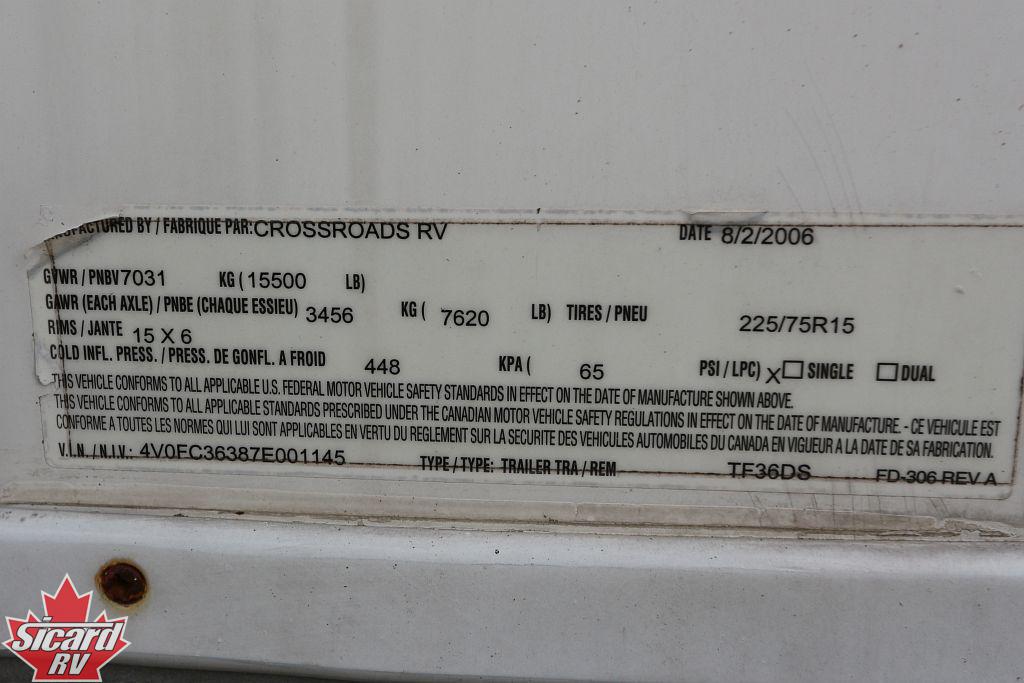 MANUFACTURED BY / FABRIQUE PAR: CROSSROADS RV DATE 8/2/2006
GVWR / PNBV 7031 KG ( 15500 LB)
GAWR (EACH AXLE) / PNBE (CHAQUE ESSIEU) 3456 KG ( 7620 LB) TIRES / PNEU 225/75R15
RIMS / JANTE 15 X 6
COLD INFL. PRESS. / PRESS. DE GONFL. A FROID 448 KPA ( 65 PSI / LPC) X☐ SINGLE ☐ DUAL
THIS VEHICLE CONFORMS TO ALL APPLICABLE U.S. FEDERAL MOTOR VEHICLE SAFETY STANDARDS IN EFFECT ON THE DATE OF MANUFACTURE SHOWN ABOVE.
THIS VEHICLE CONFORMS TO ALL APPLICABLE STANDARDS PRESCRIBED UNDER THE CANADIAN MOTOR VEHICLE SAFETY REGULATIONS IN EFFECT ON THE DATE OF MANUFACTURE. - CE VEHICULE EST
CONFORME A TOUTES LES NORMES QUI LUI SONT APPLICABLES EN VERTU DU REGLEMENT SUR LA SECURITE DES VEHICULES AUTOMOBILES DU CANADA EN VIGUEUR A LA DATE DE SA FABRICATION.
V.I.N. / N.I.V.: 4V0FC36387E001145 TYPE / TYPE: TRAILER TRA / REM TF36DS FD-306 REV A
Sicard
RV